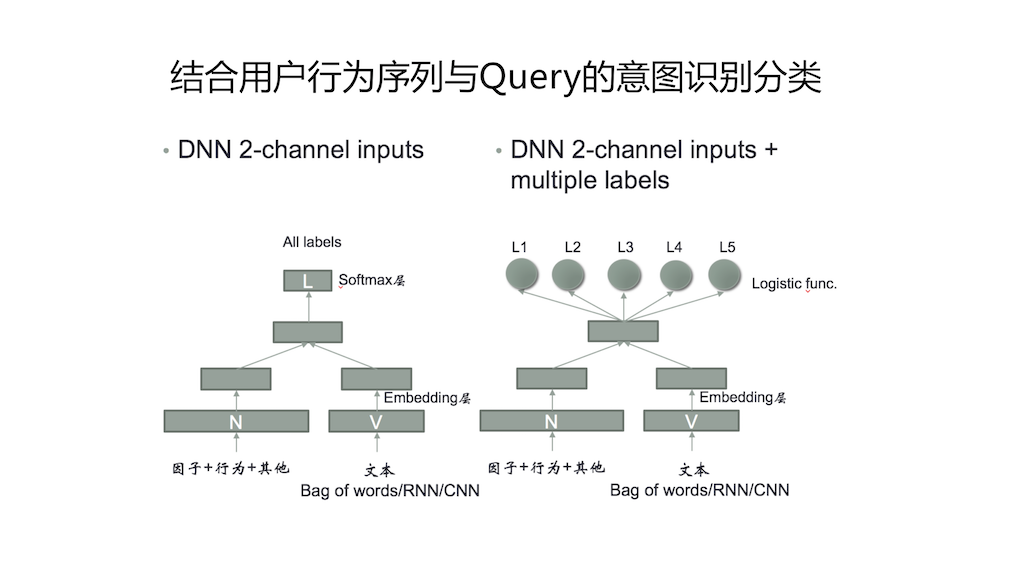 结合用户行为序列与Query的意图识别分类
• DNN 2-channel inputs
All labels
L
Softmax层
Embedding层
N
V
因子+行为+其他
文本
Bag of words/RNN/CNN
• DNN 2-channel inputs +
multiple labels
L1 L2 L3 L4 L5
Logistic func.
Embedding层
N
V
因子+行为+其他
文本
Bag of words/RNN/CNN